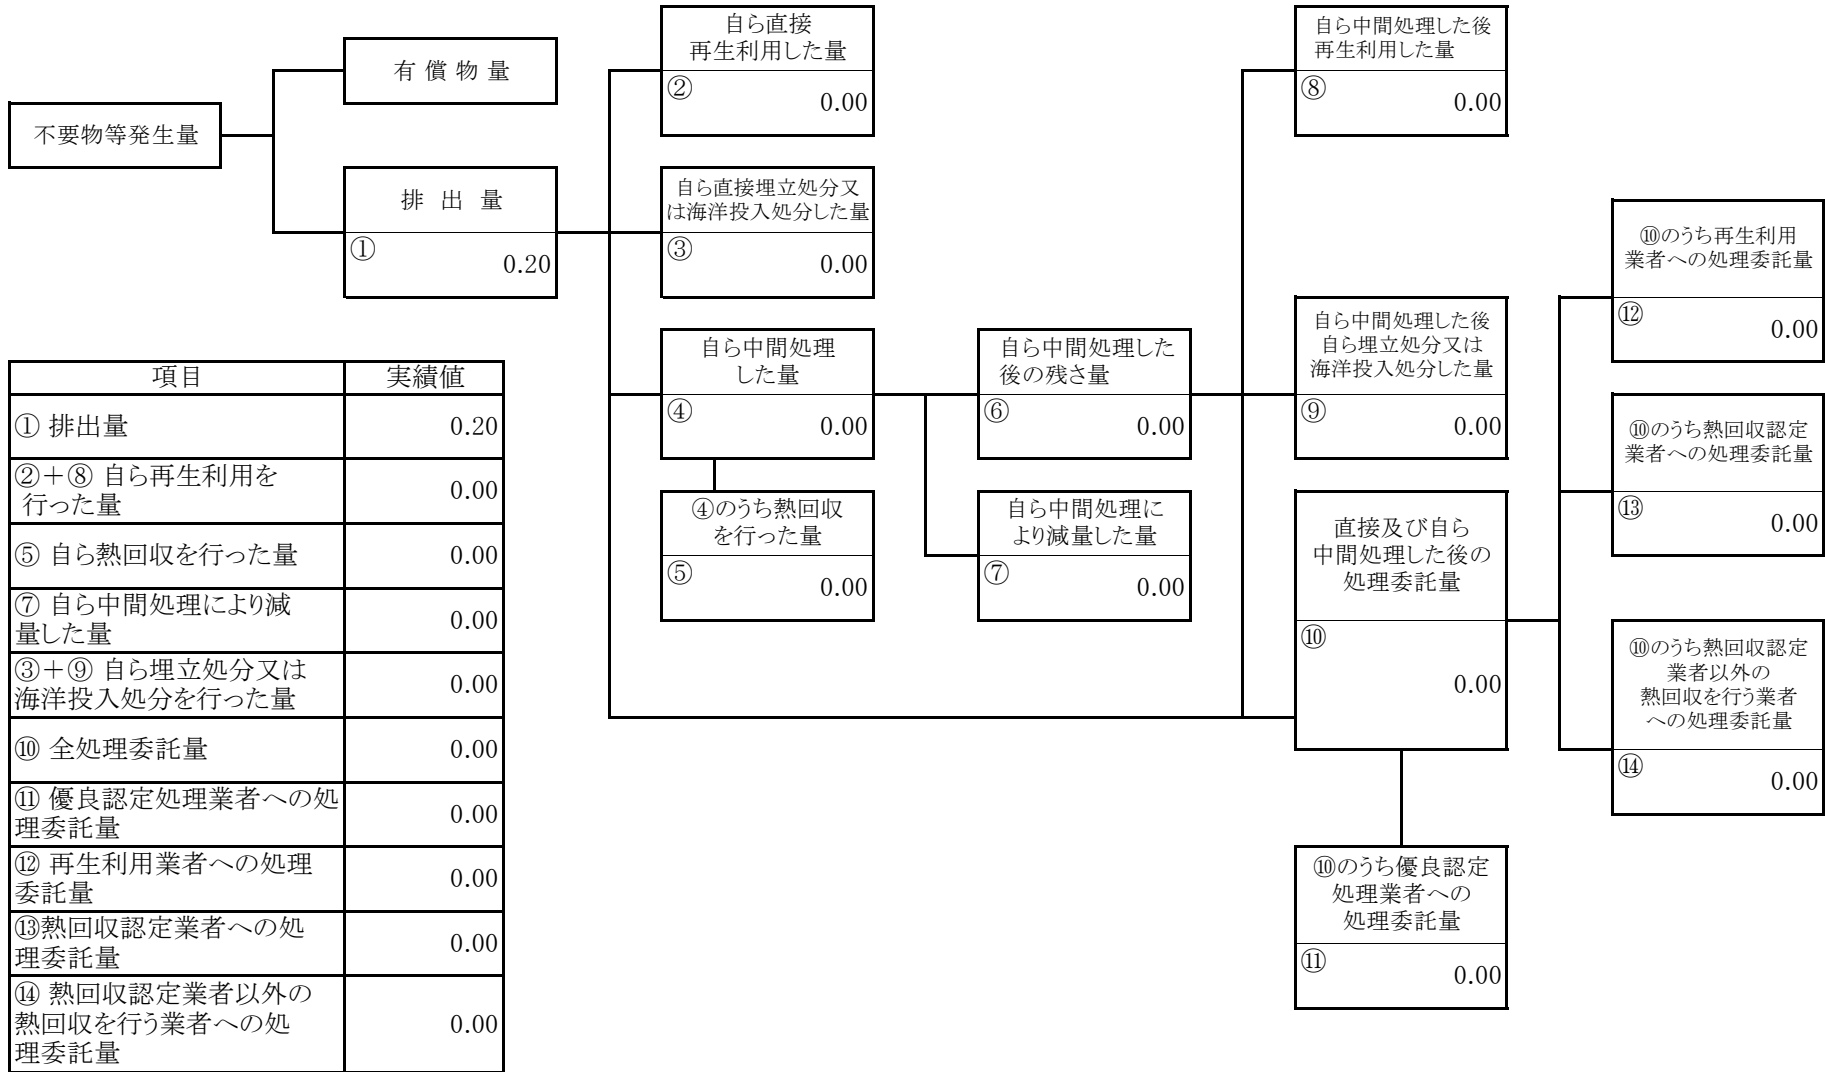 不要物等発生量
有 償 物 量
排 出 量
①
0.20
自ら直接
再生利用した量
②
0.00
自ら直接埋立処分又
は海洋投入処分した量
③
0.00
自ら中間処理
した量
④
0.00
④のうち熱回収
を行った量
⑤
0.00
自ら中間処理した
後の残さ量
⑥
0.00
自ら中間処理に
より減量した量
⑦
0.00
自ら中間処理した後
再生利用した量
⑧
0.00
自ら中間処理した後
自ら埋立処分又は
海洋投入処分した量
⑨
0.00
直接及び自ら
中間処理した後の
処理委託量
⑩
0.00
⑩のうち優良認定
処理業者への
処理委託量
⑪
0.00
⑩のうち再生利用
業者への処理委託量
⑫
0.00
⑩のうち熱回収認定
業者への処理委託量
⑬
0.00
⑩のうち熱回収認定
業者以外の
熱回収を行う業者
への処理委託量
⑭
0.00
項目 実績値
① 排出量 0.20
②＋⑧ 自ら再生利用を
行った量 0.00
⑤ 自ら熱回収を行った量 0.00
⑦ 自ら中間処理により減
量した量 0.00
③＋⑨ 自ら埋立処分又は
海洋投入処分を行った量 0.00
⑩ 全処理委託量 0.00
⑪ 優良認定処理業者への処
理委託量 0.00
⑫ 再生利用業者への処理
委託量 0.00
⑬熱回収認定業者への処
理委託量 0.00
⑭ 熱回収認定業者以外の
熱回収を行う業者への処
理委託量 0.00